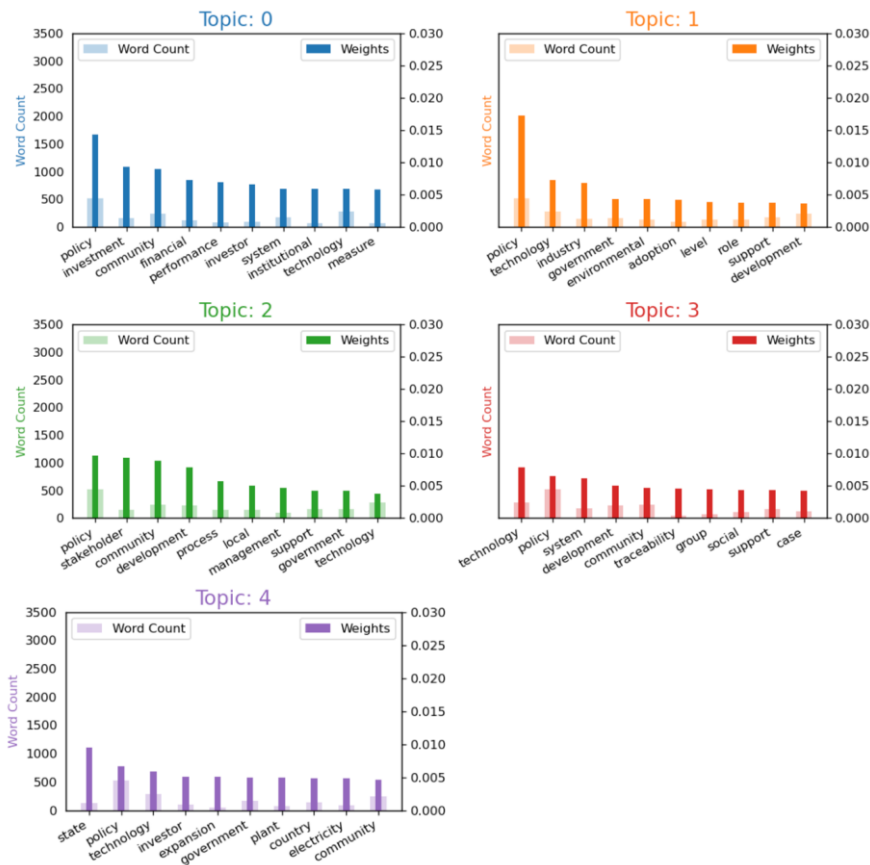 Topic: 0
Word Count
Weights
3500
3000
2500
2000
1500
1000
500
0
0.030
0.025
0.020
0.015
0.010
0.005
0.000
Word Count
policy
investment
community
financial
performance
investor
system
institutional
technology
measure
Topic: 1
Word Count
Weights
0.030
0.025
0.020
0.015
0.010
0.005
0.000
Word Count
policy
technology
industry
government
environmental
adoption
level
role
support
development
Topic: 2
Word Count
Weights
3500
3000
2500
2000
1500
1000
500
0
0.030
0.025
0.020
0.015
0.010
0.005
0.000
Word Count
policy
stakeholder
community
development
process
local
management
support
government
technology
Topic: 3
Word Count
Weights
0.030
0.025
0.020
0.015
0.010
0.005
0.000
Word Count
technology
policy
system
development
community
traceability
group
social
support
case
Topic: 4
Word Count
Weights
3500
3000
2500
2000
1500
1000
500
0
0.030
0.025
0.020
0.015
0.010
0.005
0.000
Word Count
state
policy
technology
investor
expansion
government
plant
country
electricity
community